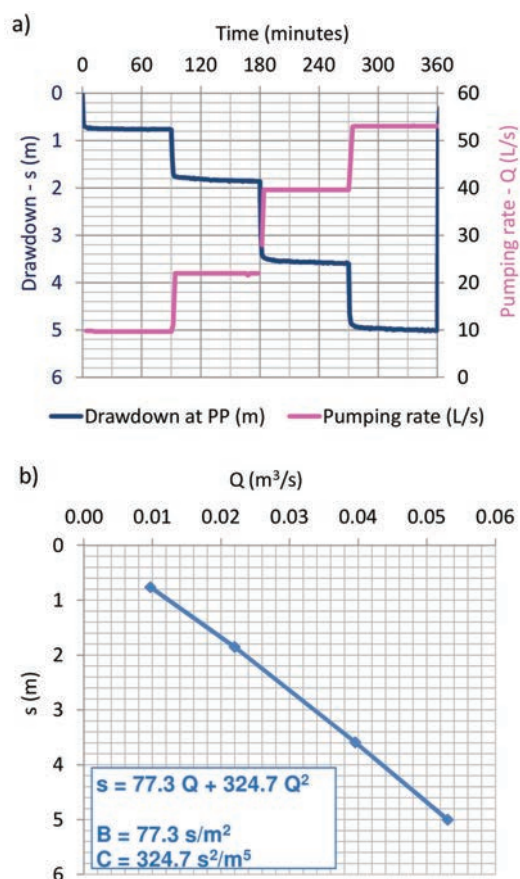 a)
Time (minutes)
0 60 120 180 240 300 360
Drawdown - s (m)
0
1
2
3
4
5
6
60
50
40
30
20
10
0
Pumping rate - Q (L/s)
Drawdown at PP (m) Pumping rate (L/s)
b)
Q (m³/s)
0.00 0.01 0.02 0.03 0.04 0.05 0.06
s (m)
0
1
2
3
4
5
6
s = 77.3 Q + 324.7 Q²
B = 77.3 s/m²
C = 324.7 s²/m⁵